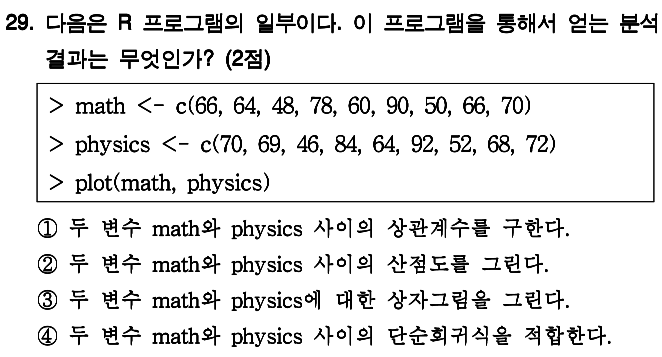 29. 다음은 R 프로그램의 일부이다. 이 프로그램을 통해서 얻는 분석
결과는 무엇인가? (2점)
> math <- c(66, 64, 48, 78, 60, 90, 50, 66, 70)
> physics <- c(70, 69, 46, 84, 64, 92, 52, 68, 72)
> plot(math, physics)
① 두 변수 math와 physics 사이의 상관계수를 구한다.
② 두 변수 math와 physics 사이의 산점도를 그린다.
③ 두 변수 math와 physics에 대한 상자그림을 그린다.
④ 두 변수 math와 physics 사이의 단순회귀식을 적합한다.